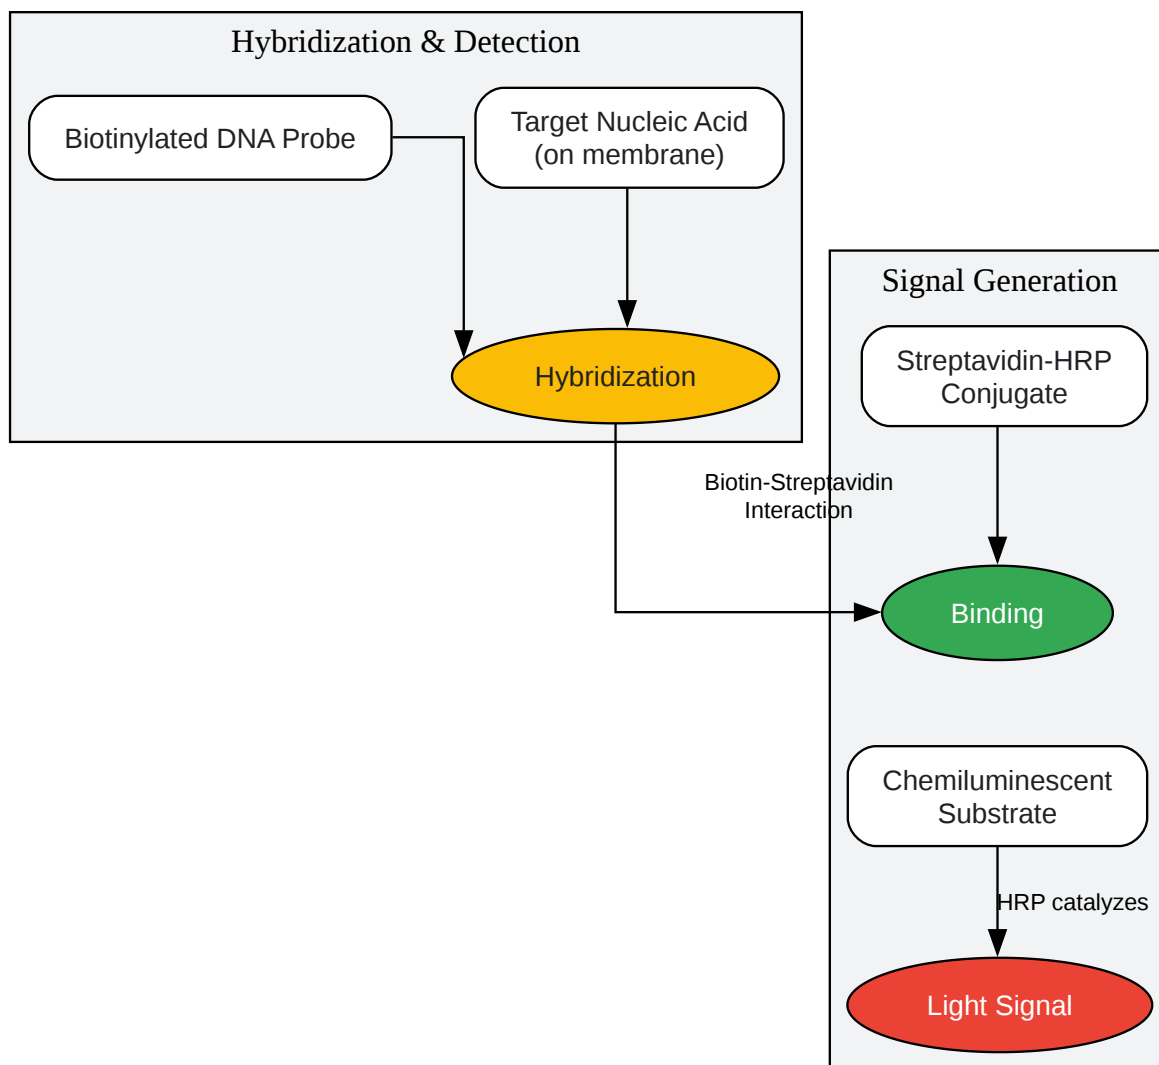 Hybridization & Detection
Biotinylated DNA Probe
Target Nucleic Acid
(on membrane)
Hybridization
Signal Generation
Streptavidin-HRP
Conjugate
Biotin-Streptavidin
Interaction
Binding
Chemiluminescent
Substrate
HRP catalyzes
Light Signal